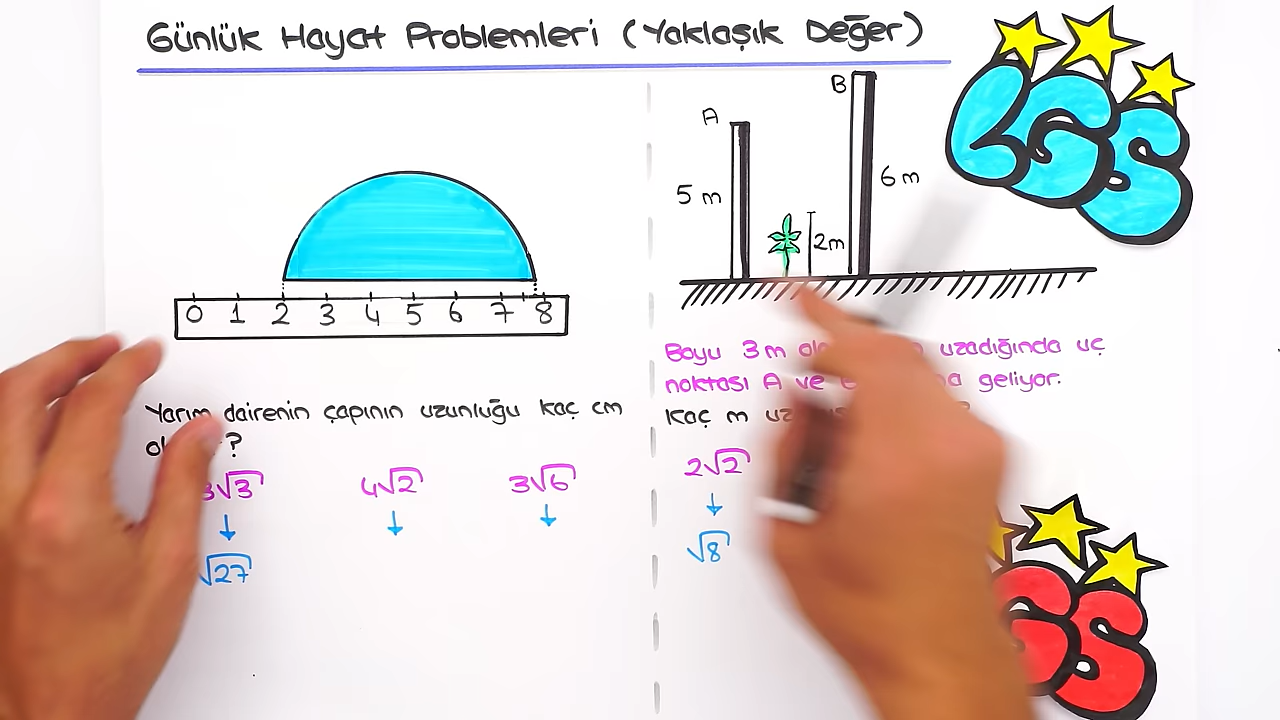 Günlük Hayat Problemleri (Yaklaşık Değer)
LGS
0 1 2 3 4 5 6 7 8
Yarım dairenin çapının uzunluğu kaç cm
?
3√3 4√2 3√6
↓ ↓ ↓
√27
A
B
5 m
6 m
2m
Boyu 3m uzadığında uç
noktası A ve geliyor.
Kaç m
2√2
↓
√8
GS